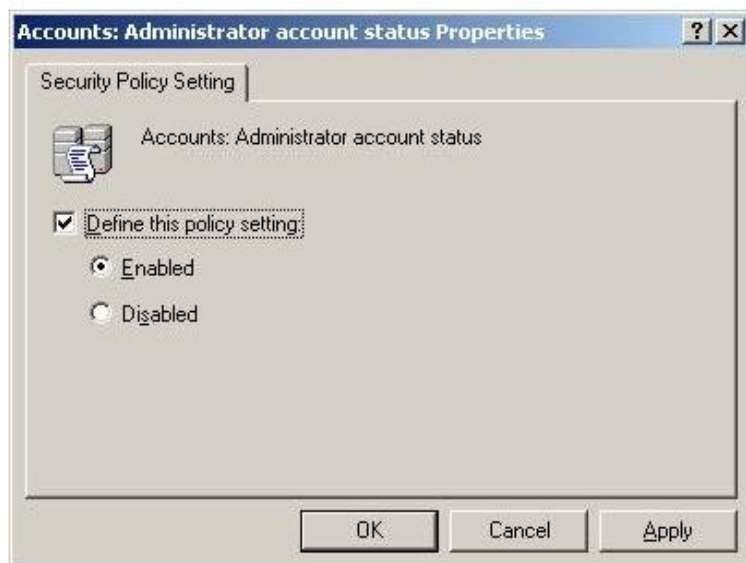 Accounts: Administrator account status Properties
Security Policy Setting
Accounts: Administrator account status
Define this policy setting:
Enabled
Disabled
OK Cancel Apply